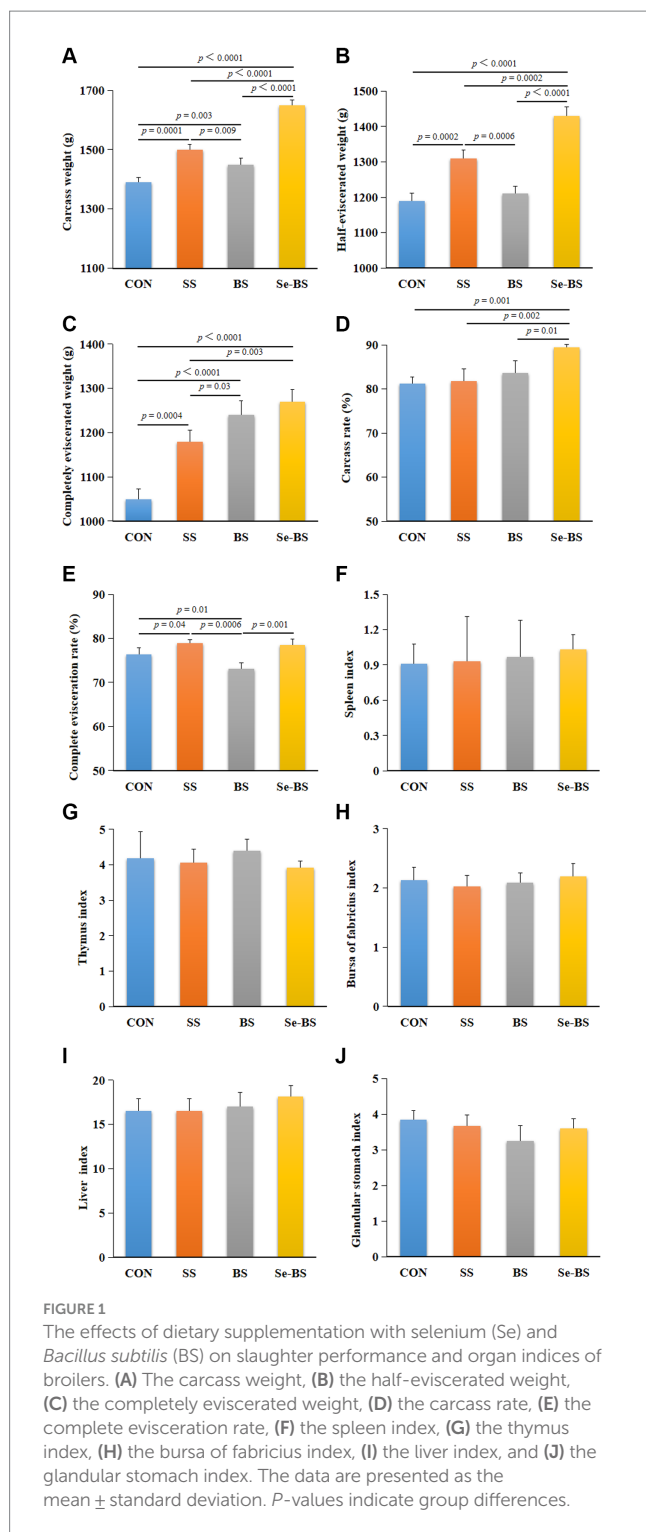 A
p < 0.0001
p < 0.0001
p < 0.0001
p = 0.003
p = 0.0001
p = 0.009
Carcass weight (g)
1700
1500
1300
1100
CON SS BS Se-BS
B
p < 0.0001
p = 0.0002
p < 0.0001
p = 0.0002
p = 0.0006
Half-eviscerated weight (g)
1500
1400
1300
1200
1100
1000
CON SS BS Se-BS
C
p < 0.0001
p = 0.003
p < 0.0001
p = 0.03
p = 0.0004
Completely eviscerated weight (g)
1400
1300
1200
1100
1000
CON SS BS Se-BS
D
p = 0.001
p = 0.002
p = 0.01
Carcass rate (%)
90
80
70
60
50
CON SS BS Se-BS
E
p = 0.01
p = 0.04 p = 0.0006 p = 0.001
Complete evisceration rate (%)
90
80
70
60
50
CON SS BS Se-BS
F
Spleen index
1.5
1.2
0.9
0.6
0.3
0
CON SS BS Se-BS
G
Thymus index
5
4
3
2
1
0
CON SS BS Se-BS
H
Bursa of fabricius index
3
2
1
0
CON SS BS Se-BS
I
Liver index
20
15
10
5
0
CON SS BS Se-BS
J
Glandular stomach index
5
4
3
2
1
0
CON SS BS Se-BS
FIGURE 1
The effects of dietary supplementation with selenium (Se) and
Bacillus subtilis (BS) on slaughter performance and organ indices of
broilers. (A) The carcass weight, (B) the half-eviscerated weight,
(C) the completely eviscerated weight, (D) the carcass rate, (E) the
complete evisceration rate, (F) the spleen index, (G) the thymus
index, (H) the bursa of fabricius index, (I) the liver index, and (J) the
glandular stomach index. The data are presented as the
mean ± standard deviation. P-values indicate group differences.